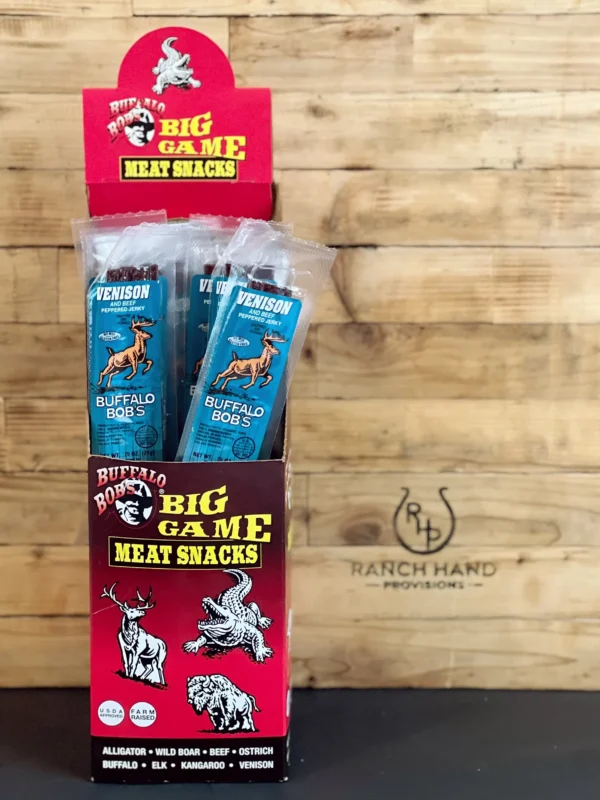 BUFFALO
BOB'S
BIG
GAME
MEAT SNACKS
VENISON
AND BEEF
PEPPERED JERKY
BUFFALO
BOB'S
VENISON
AND BEEF
PEPPERED JERKY
BUFFALO
BOB'S
NET WT.
BUFFALO
BOB'S
®
BIG
GAME
MEAT SNACKS
USDA
APPROVED
FARM
RAISED
ALLIGATOR • WILD BOAR • BEEF • OSTRICH
BUFFALO • ELK • KANGAROO • VENISON
RHP
RANCH HAND
PROVISIONS